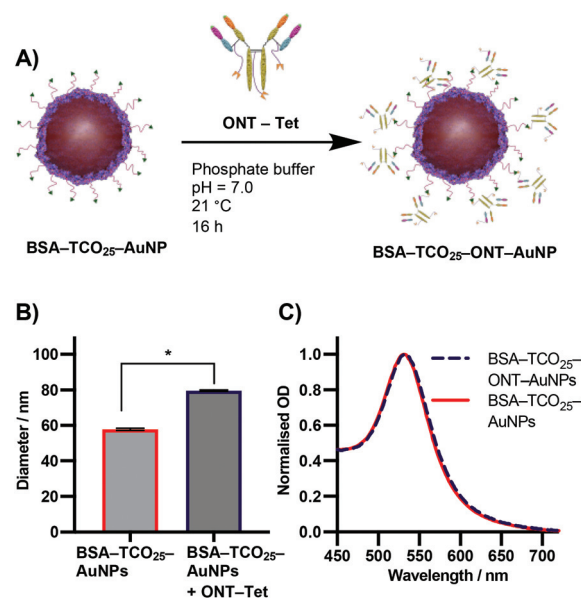 A)
ONT – Tet
Phosphate buffer
pH = 7.0
21 °C
16 h
BSA–TCO₂₅–AuNP
BSA–TCO₂₅–ONT–AuNP
B)
Diameter / nm
100
80
60
40
20
0
*
BSA–TCO₂₅–
AuNPs
BSA–TCO₂₅–
AuNPs
+ ONT–Tet
C)
Normalised OD
1.0
0.8
0.6
0.4
0.2
0.0
450 500 550 600 650 700
Wavelength / nm
BSA–TCO₂₅–
ONT–AuNPs
BSA–TCO₂₅–
AuNPs